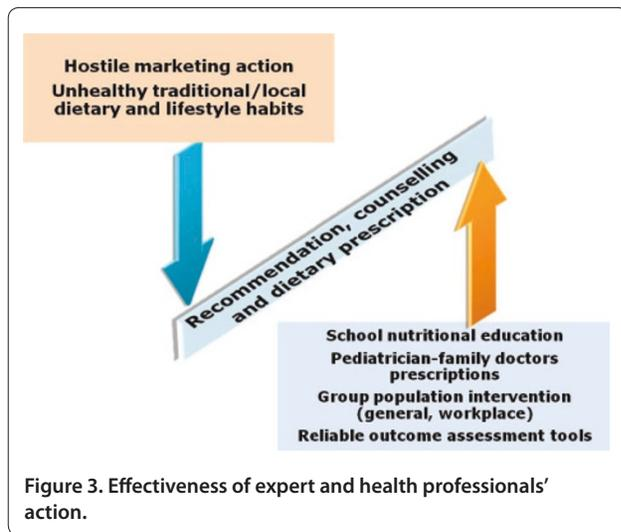 Hostile marketing action
Unhealthy traditional/local
dietary and lifestyle habits
Recommendation, counselling
and dietary prescription
School nutritional education
Pediatrician-family doctors
prescriptions
Group population intervention
(general, workplace)
Reliable outcome assessment tools
Figure 3. Effectiveness of expert and health professionals’
action.